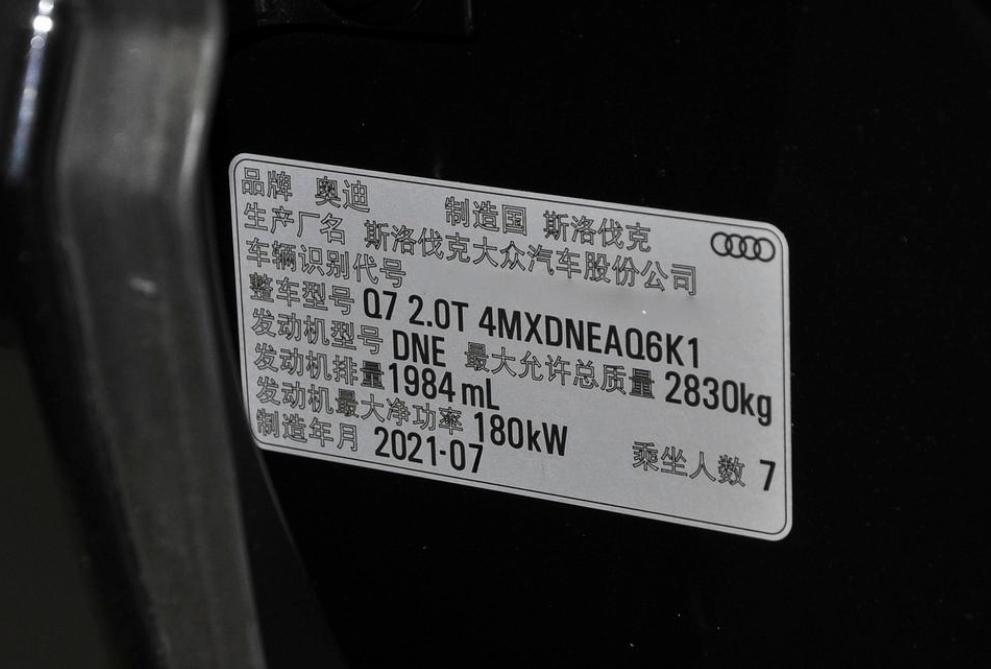 品牌 奥迪 制造国 斯洛伐克
生产厂名 斯洛伐克大众汽车股份公司
车辆识别代号
整车型号 Q7 2.0T 4MXDNEAQ6K1
发动机型号 DNE 最大允许总质量 2830kg
发动机排量 1984 mL
发动机最大净功率 180kW 乘坐人数 7
制造年月 2021-07